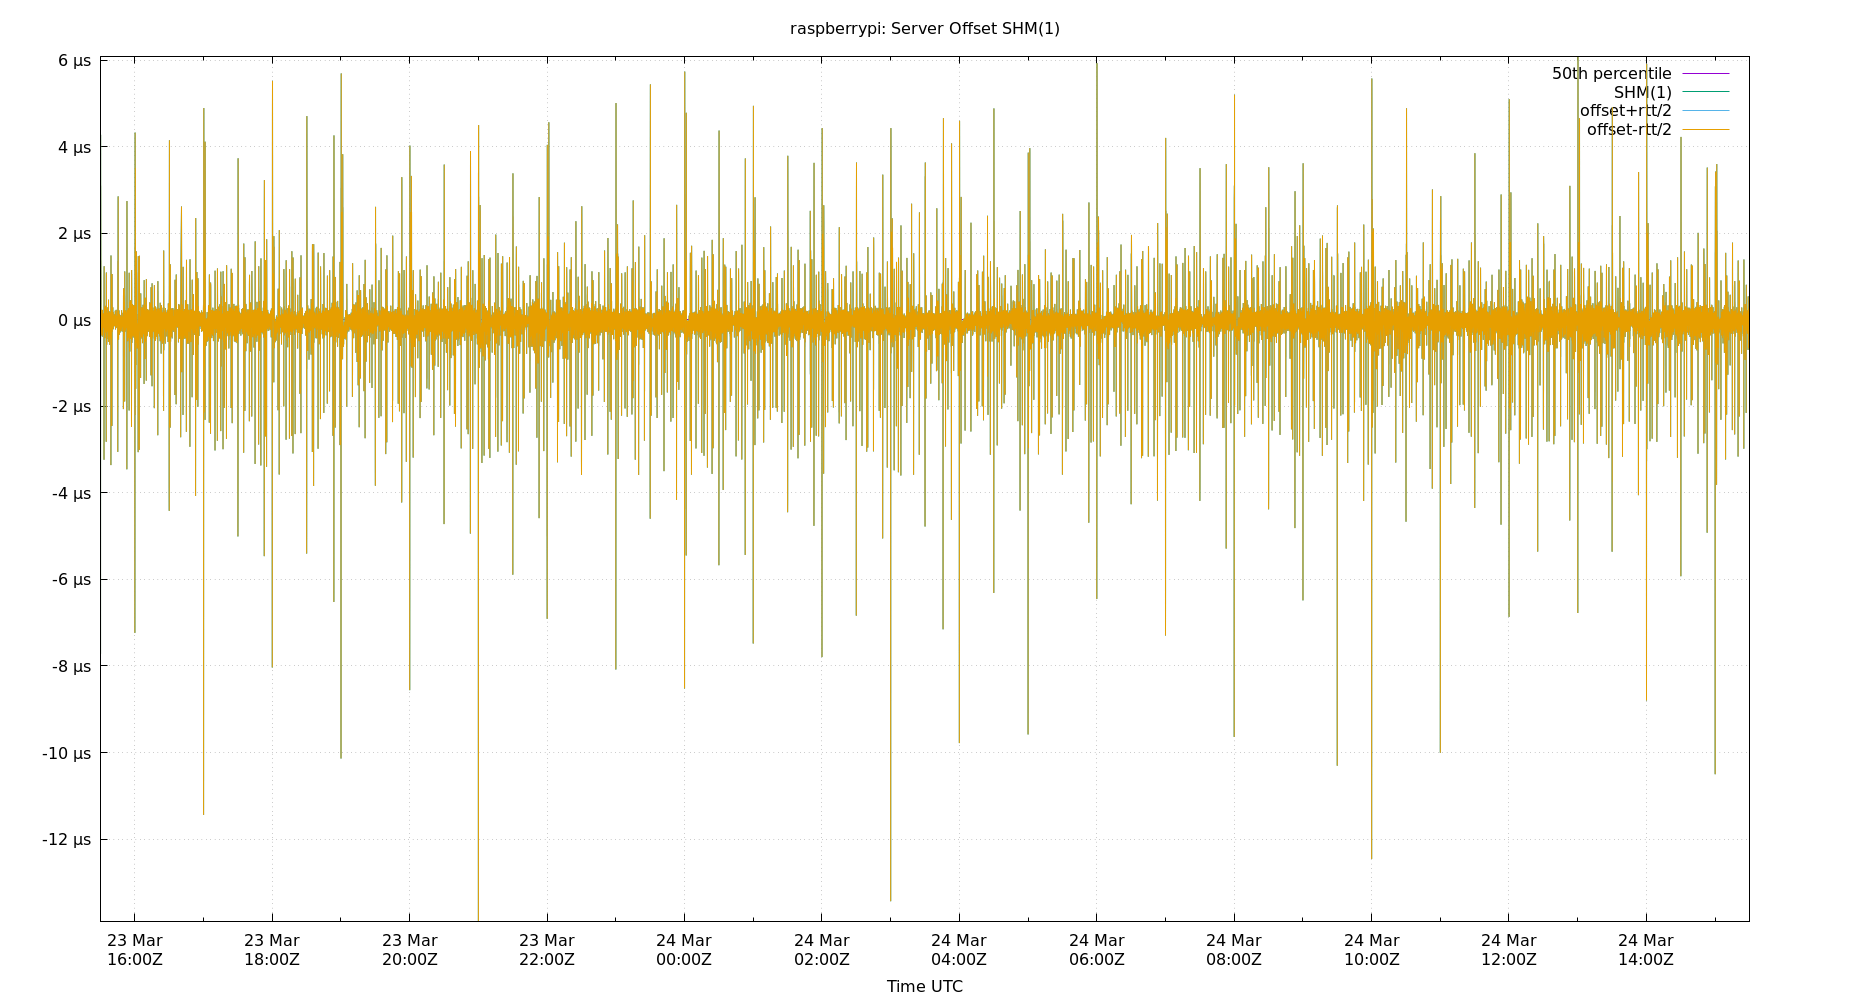 raspberrypi: Server Offset SHM(1)
6 µs
4 µs
2 µs
0 µs
-2 µs
-4 µs
-6 µs
-8 µs
-10 µs
-12 µs
50th percentile
SHM(1)
offset+rtt/2
offset-rtt/2
23 Mar 23 Mar 23 Mar 23 Mar 24 Mar 24 Mar 24 Mar 24 Mar 24 Mar 24 Mar 24 Mar 24 Mar
16:00Z 18:00Z 20:00Z 22:00Z 00:00Z 02:00Z 04:00Z 06:00Z 08:00Z 10:00Z 12:00Z 14:00Z
Time UTC